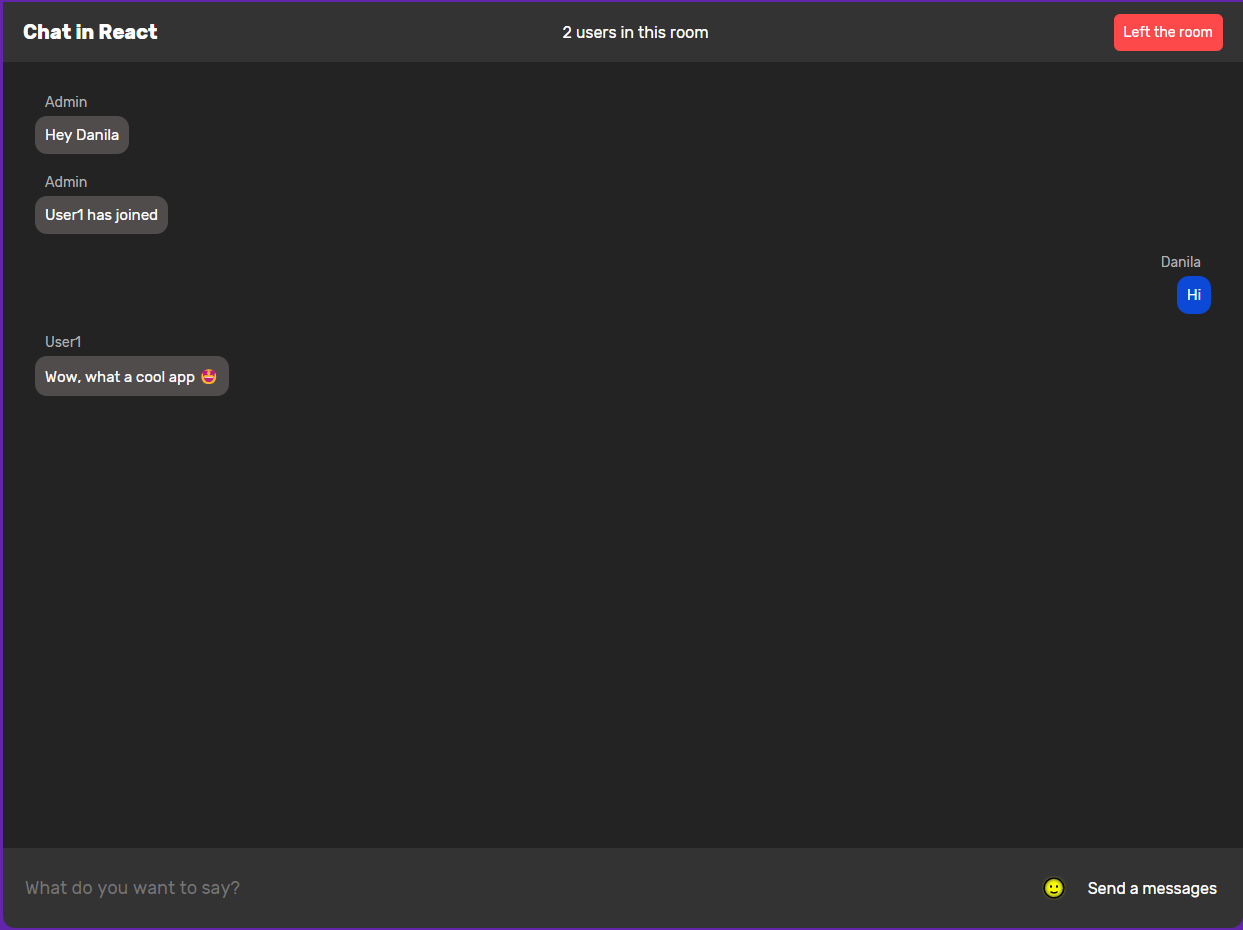 Chat in React
2 users in this room
Left the room
Admin
Hey Danila
Admin
User1 has joined
Danila
Hi
User1
Wow, what a cool app 🤩
What do you want to say?
Send a messages